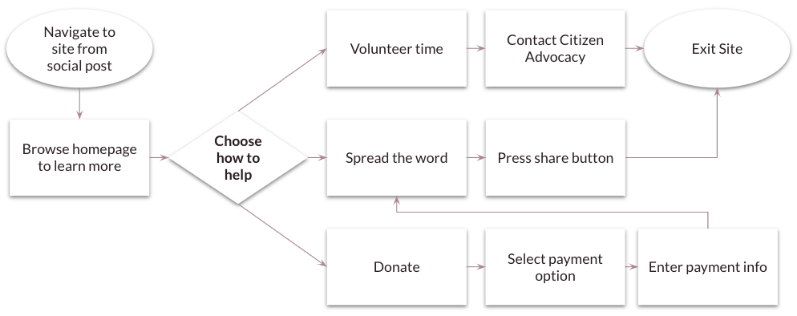 Navigate to
site from
social post
Browse homepage
to learn more
Choose
how to
help
Volunteer time
Contact Citizen
Advocacy
Exit Site
Spread the word
Press share button
Donate
Select payment
option
Enter payment info